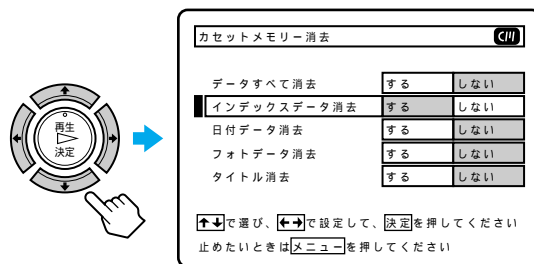 カセットメモリー消去 CM
データすべて消去 する しない
インデックスデータ消去 する しない
日付データ消去 する しない
フォトデータ消去 する しない
タイトル消去 する しない
↑↓で選び、←→で設定して、決定を押してください
止めたいときはメニューを押してください
再生
決定